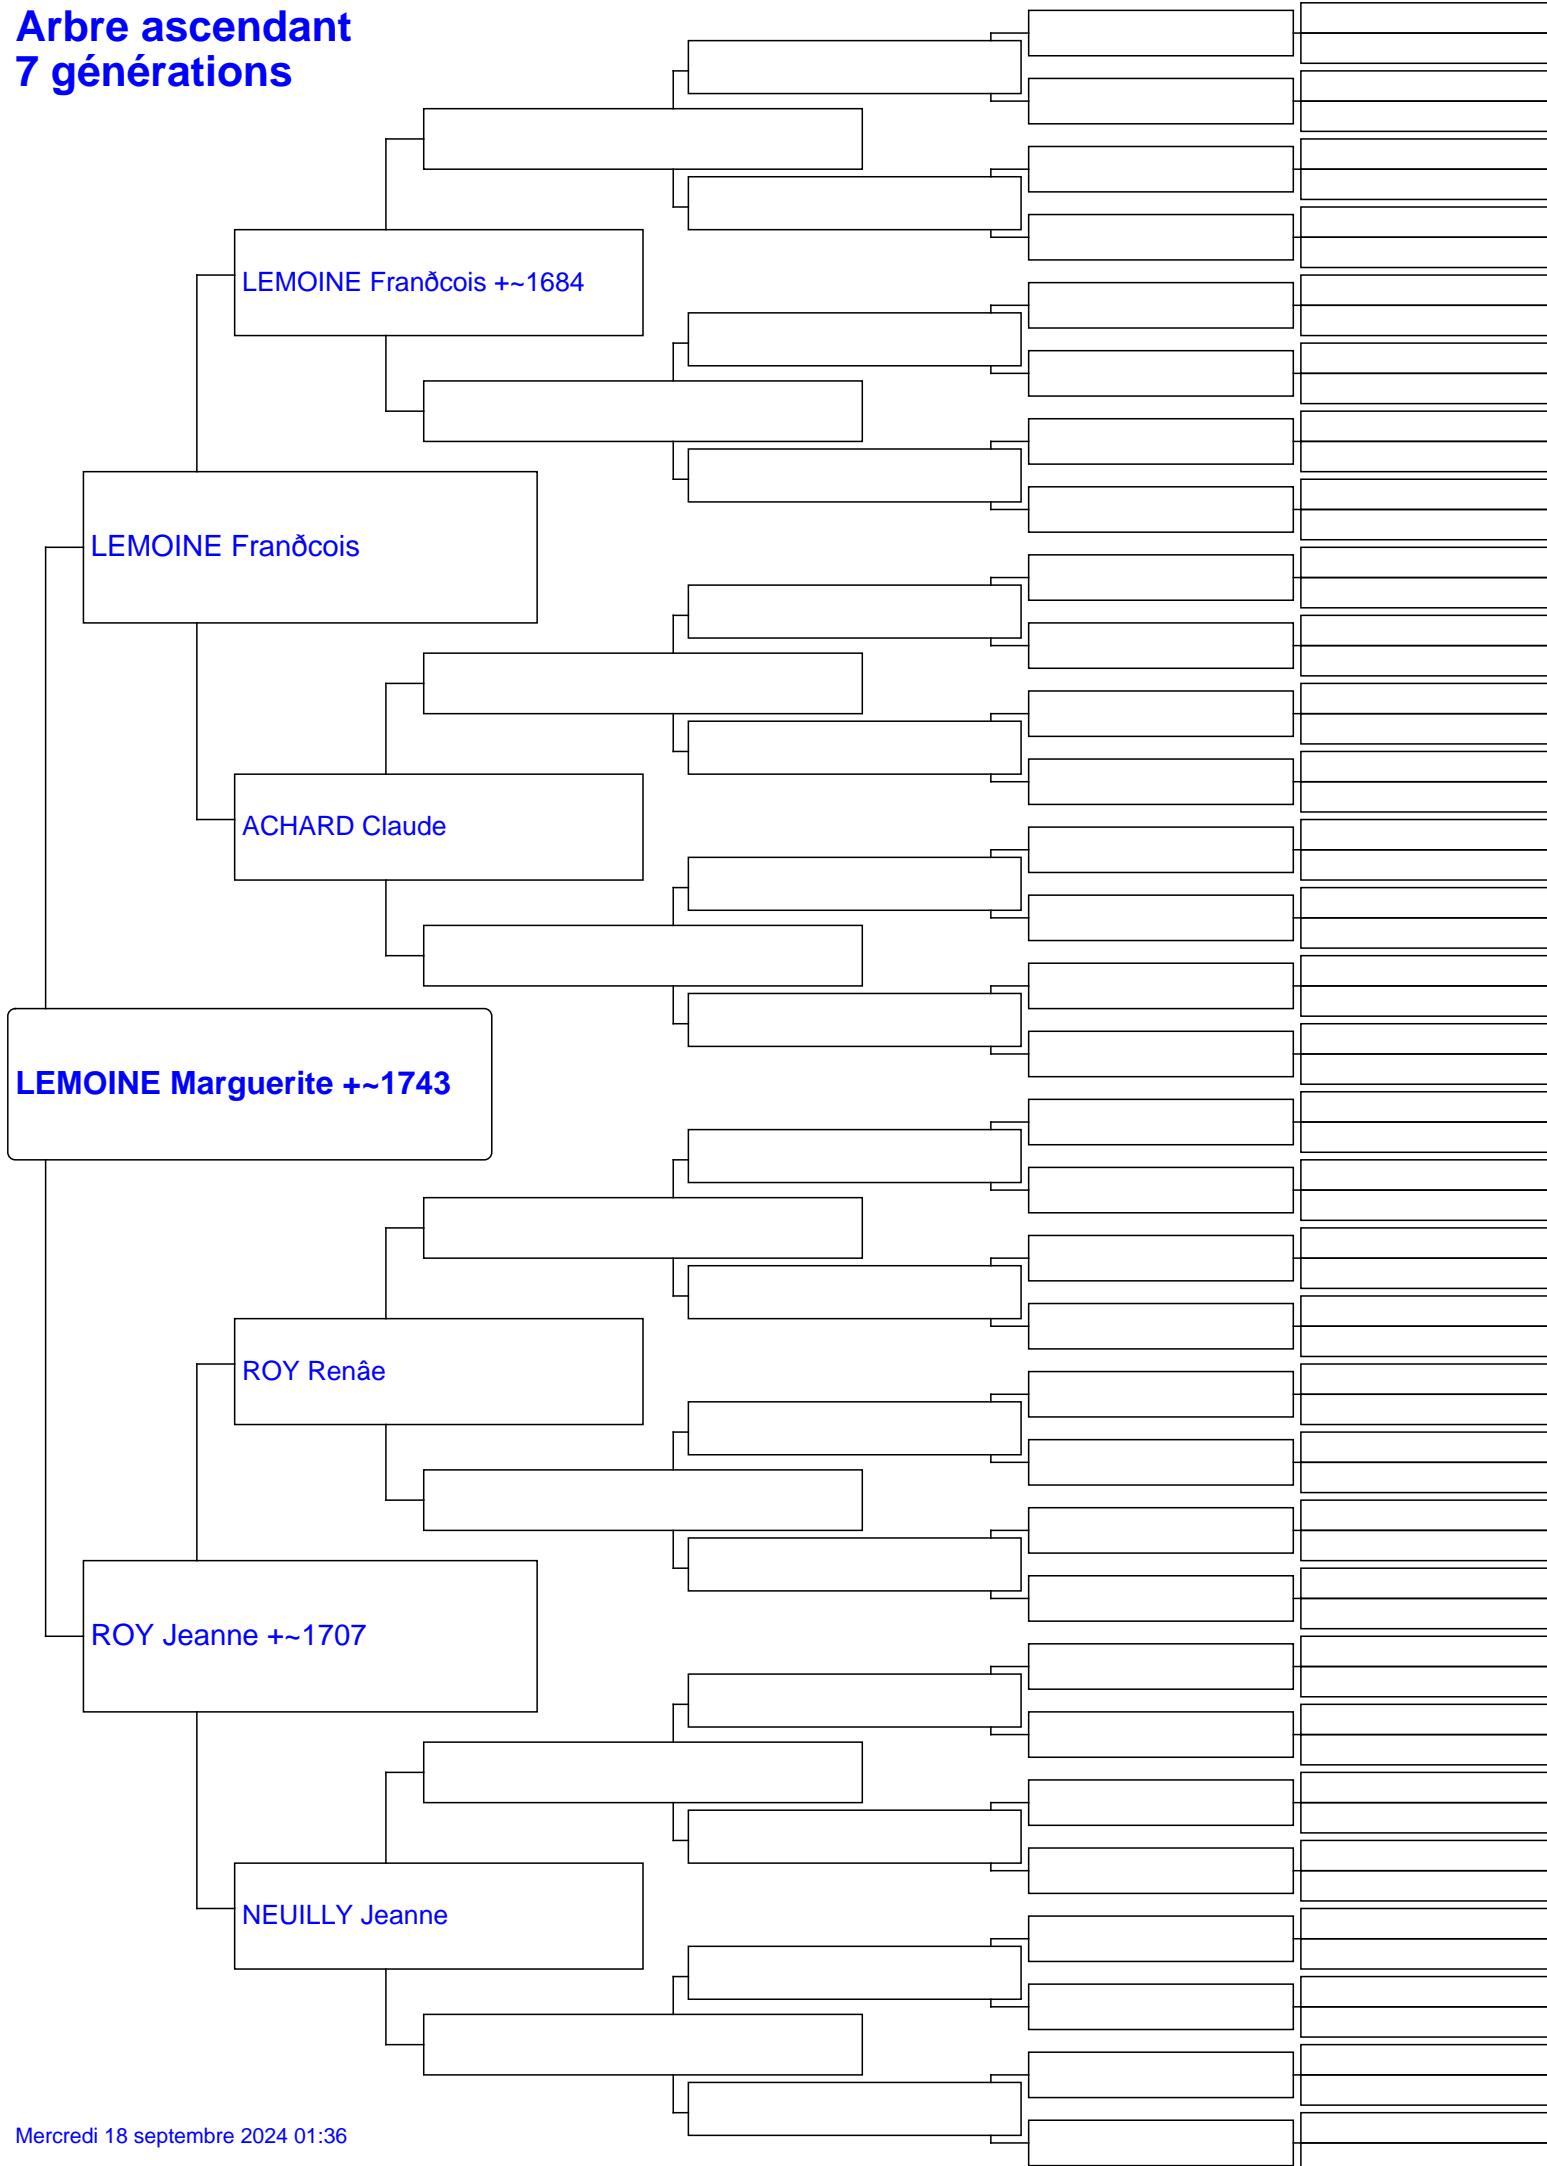 Arbre ascendant
7 générations
LEMOINE Franðcois +~1684
LEMOINE Franðcois
ACHARD Claude
LEMOINE Marguerite +~1743
ROY Renâe
ROY Jeanne +~1707
NEUILLY Jeanne
Mercredi 18 septembre 2024 01:36